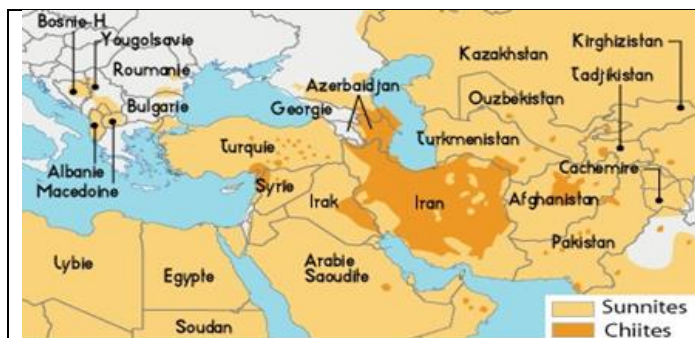 Bosnie-H.
Yougolsavie
Roumanie
Bulgarie
Albanie
Macedoine
Georgie
Azerbaidjan
Kazakhstan
Kirghizistan
Tadjikistan
Ouzbekistan
Turkmenistan
Cachemire
Turquie
Syrie
Irak
Iran
Afghanistan
Pakistan
Lybie
Egypte
Arabie
Saoudite
Soudan
Sunnites
Chiites